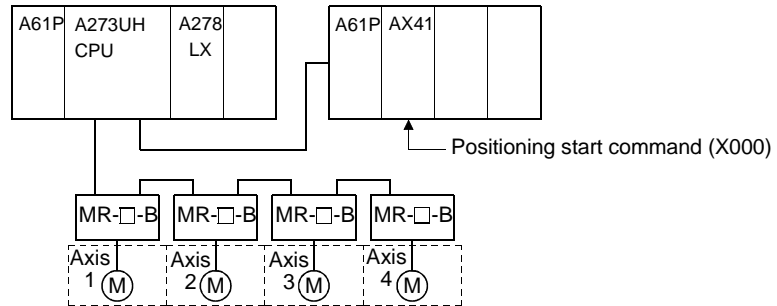 A61P A273UH CPU A278 LX
A61P AX41
Positioning start command (X000)
MR-□-B MR-□-B MR-□-B MR-□-B
Axis 1 M Axis 2 M Axis 3 M Axis 4 M